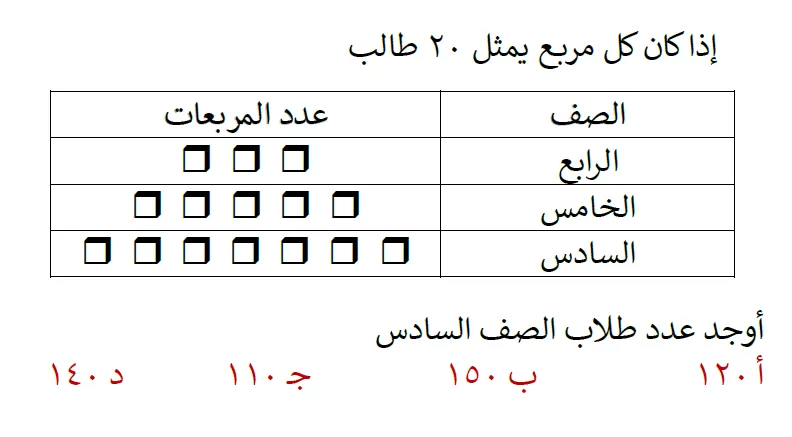 إذا كان كل مربع يمثل ٢٠ طالب
الصف عدد المربعات
الرابع ❒ ❒ ❒
الخامس ❒ ❒ ❒ ❒ ❒
السادس ❒ ❒ ❒ ❒ ❒ ❒ ❒
أوجد عدد طلاب الصف السادس
أ ١٢٠ ب ١٥٠ جـ ١١٠ د ١٤٠